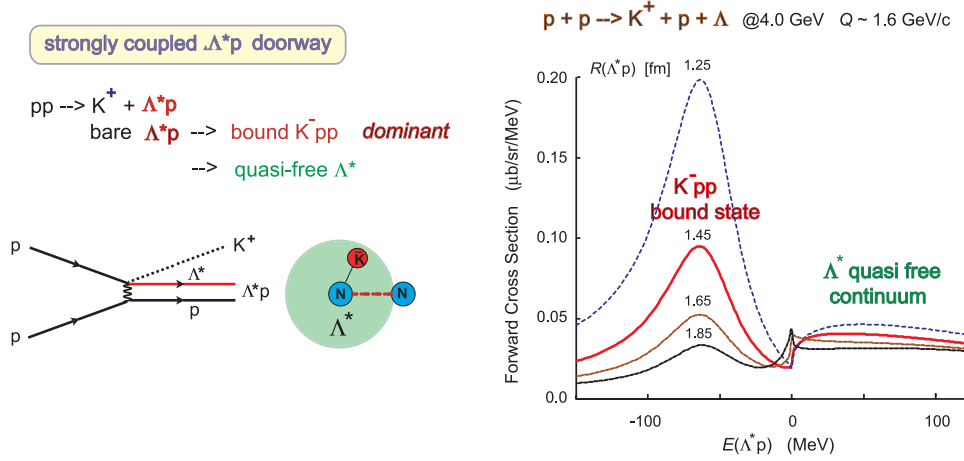 strongly coupled Λ*p doorway
pp --> K+ + Λ*p
bare Λ*p --> bound K-pp dominant
--> quasi-free Λ*
p
K+
Λ*
Λ*p
p
p
K̄
N
N
Λ*
p + p --> K+ + p + Λ @4.0 GeV Q ~ 1.6 GeV/c
R(Λ*p) [fm]
1.25
0.20
0.15
0.10
0.05
0.0
Forward Cross Section (μb/sr/MeV)
K-pp
bound state
1.45
1.65
1.85
Λ* quasi free
continuum
-100
0
100
E(Λ*p) (MeV)